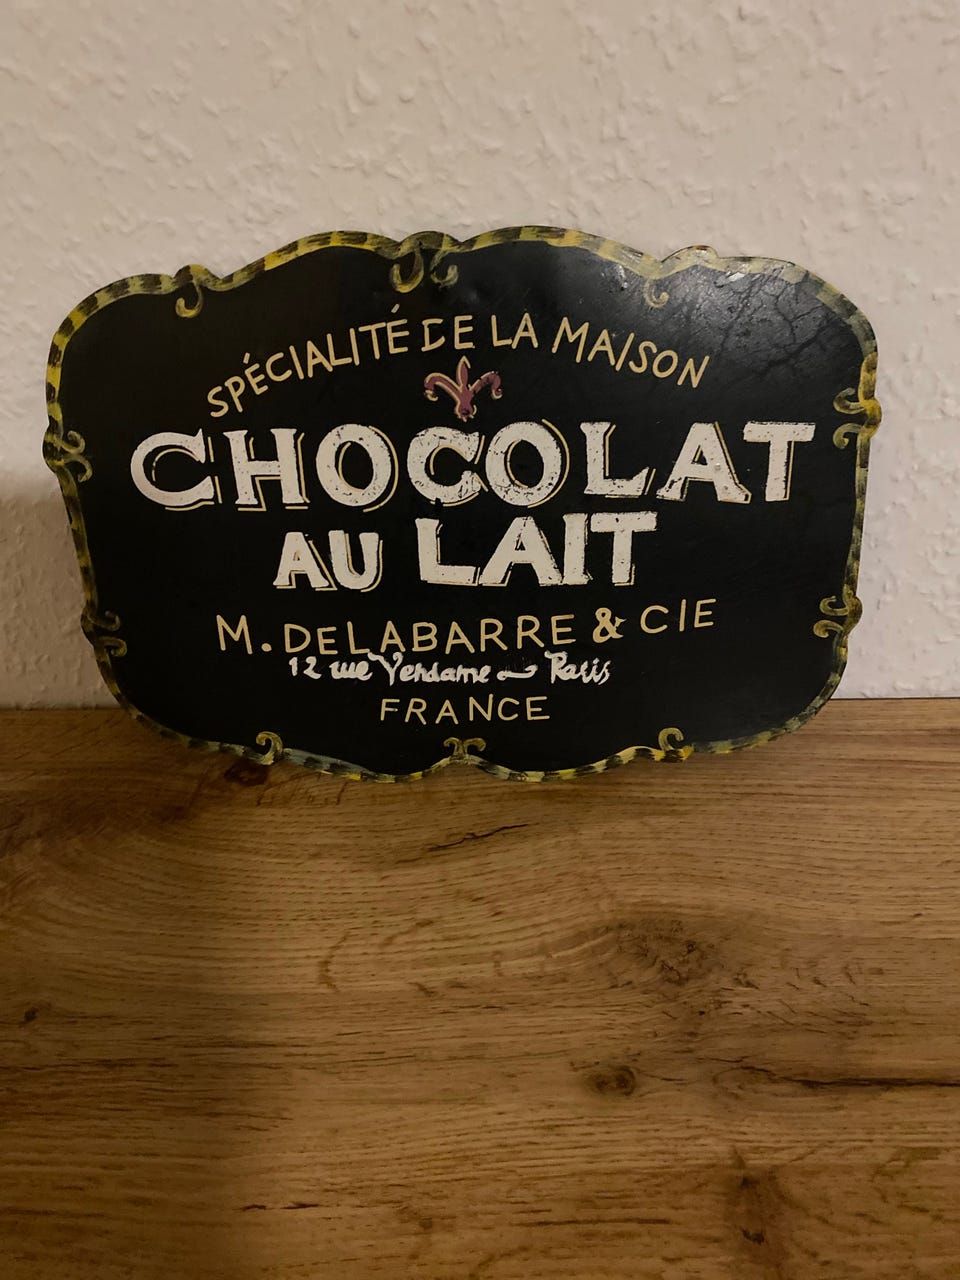 SPÉCIALITÉ DE LA MAISON
CHOCOLAT
AU LAIT
M. DELABARRE & CIE
12 rue Vendame ~ Paris
FRANCE